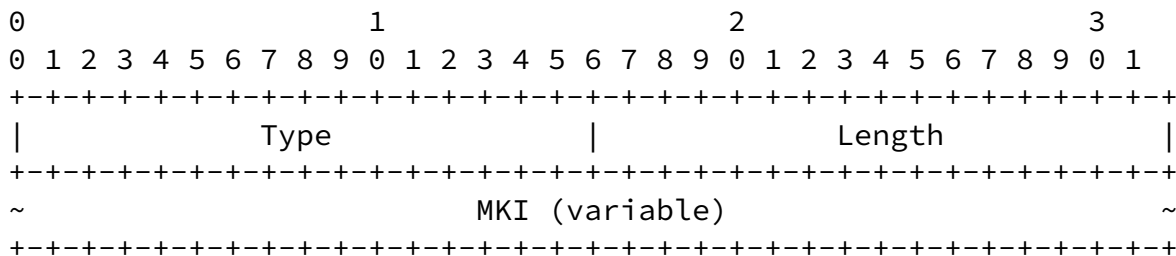 0                   1                   2                   3
0 1 2 3 4 5 6 7 8 9 0 1 2 3 4 5 6 7 8 9 0 1 2 3 4 5 6 7 8 9 0 1
+-+-+-+-+-+-+-+-+-+-+-+-+-+-+-+-+-+-+-+-+-+-+-+-+-+-+-+-+-+-+-+-+
|             Type              |             Length            |
+-+-+-+-+-+-+-+-+-+-+-+-+-+-+-+-+-+-+-+-+-+-+-+-+-+-+-+-+-+-+-+-+
~                         MKI (variable)                        ~
+-+-+-+-+-+-+-+-+-+-+-+-+-+-+-+-+-+-+-+-+-+-+-+-+-+-+-+-+-+-+-+-+